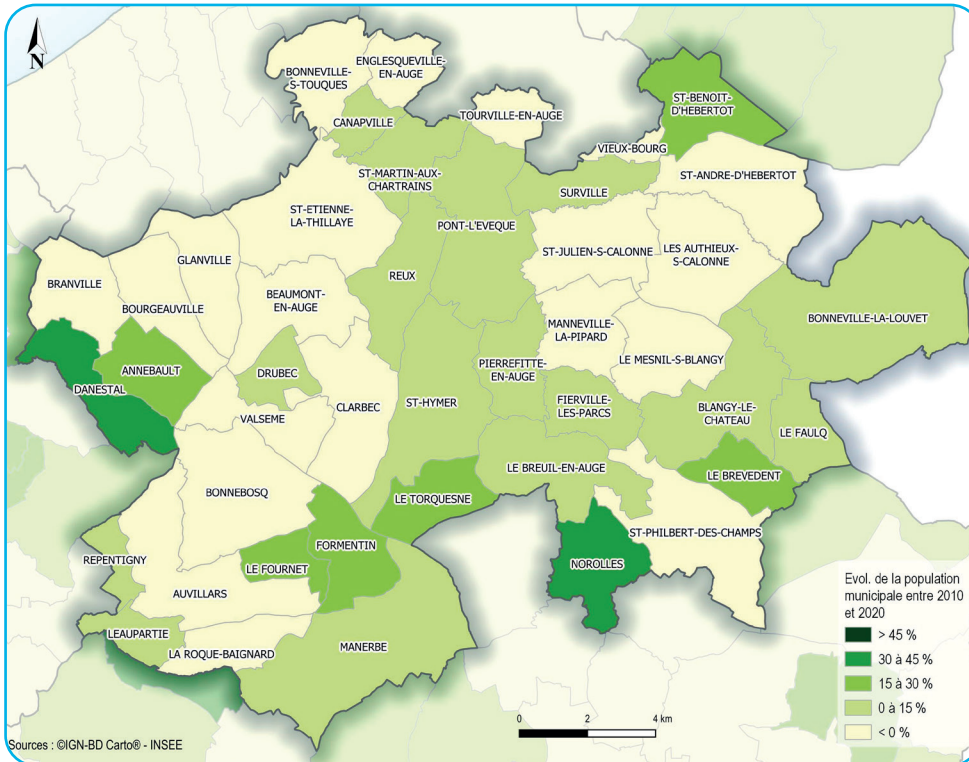 N
ENGLESQUEVILLE-
EN-AUGE
BONNEVILLE-
S-TOUQUES
ST-BENOIT-
D'HEBERTOT
TOURVILLE-EN-AUGE
CANAPVILLE
VIEUX-BOURG
ST-MARTIN-AUX-
CHARTRAINS
ST-ANDRE-D'HEBERTOT
SURVILLE
ST-ETIENNE-
LA-THILLAYE
PONT-L'EVEQUE
ST-JULIEN-S-CALONNE
LES AUTHIEUX-
S-CALONNE
GLANVILLE
REUX
BRANVILLE
BEAUMONT-
EN-AUGE
BOURGEAUVILLE
BONNEVILLE-LA-LOUVET
MANNEVILLE-
LA-PIPARD
LE MESNIL-S-BLANGY
PIERREFITTE-
EN-AUGE
ANNEBAULT
DRUBEC
DANESTAL
FIERVILLE-
LES-PARCS
ST-HYMER
CLARBEC
BLANGY-LE-
CHATEAU
VALSEME
LE FAULQ
LE BREUIL-EN-AUGE
LE BREVEDENT
BONNEBOSQ
LE TORQUESNE
ST-PHILBERT-DES-CHAMPS
FORMENTIN
REPENTIGNY
LE FOURNET
NOROLLES
AUVILLARS
LEAUPARTIE
MANERBE
LA ROQUE-BAIGNARD
Evol. de la population
municipale entre 2010
et 2020
> 45 %
30 à 45 %
15 à 30 %
0 à 15 %
< 0 %
0 2 4 km
Sources : ©IGN-BD Carto® - INSEE